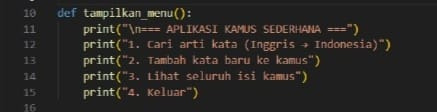 10 def tampilkan_menu():
11     print("\n=== APLIKASI KAMUS SEDERHANA ===")
12     print("1. Cari arti kata (Inggris → Indonesia)")
13     print("2. Tambah kata baru ke kamus")
14     print("3. Lihat seluruh isi kamus")
15     print("4. Keluar")
16